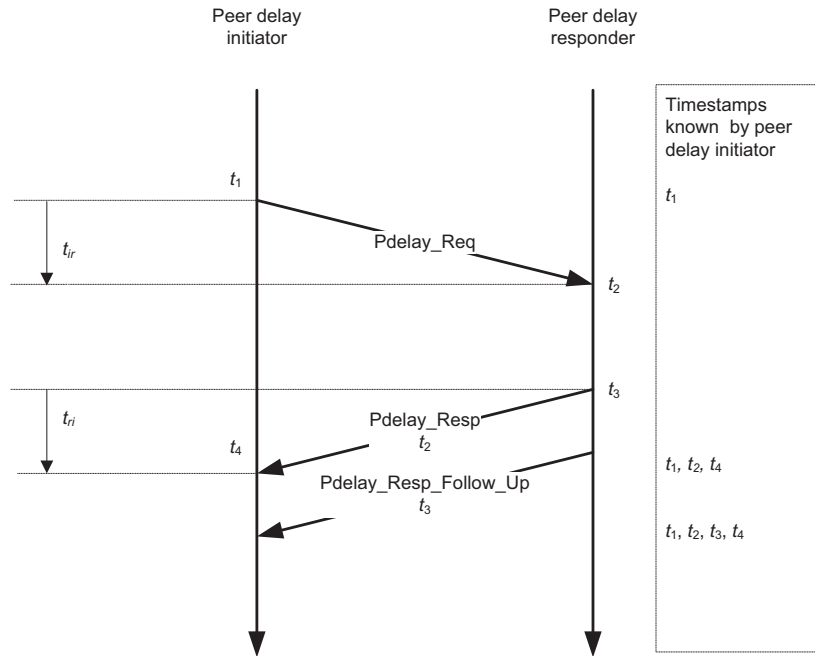 Peer delay
initiator
Peer delay
responder
Timestamps
known by peer
delay initiator
t1
t1
Pdelay_Req
tir
t2
t3
Pdelay_Resp
t2
tri
t4
t1, t2, t4
Pdelay_Resp_Follow_Up
t3
t1, t2, t3, t4